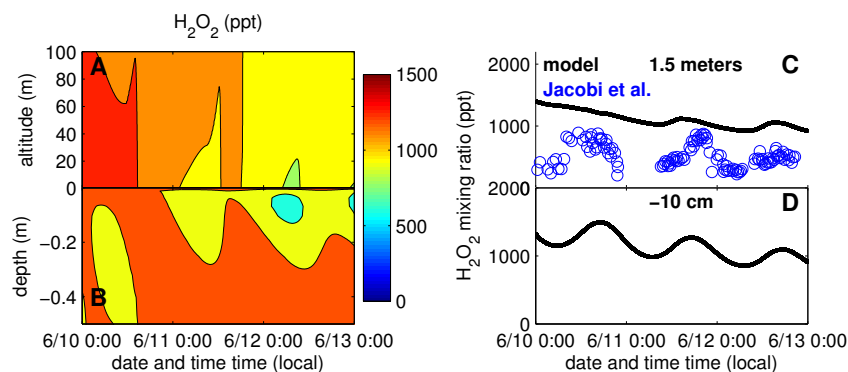 H2O2 (ppt)
A
100
80
60
40
20
0
altitude (m)
B
−0.2
−0.4
depth (m)
6/10 0:00 6/11 0:00 6/12 0:00 6/13 0:00
date and time time (local)
1500
1000
500
0
C
model 1.5 meters
Jacobi et al.
2000
1000
2000
0
D
−10 cm
1000
0
H2O2 mixing ratio (ppt)
6/10 0:00 6/11 0:00 6/12 0:00 6/13 0:00
date and time time (local)